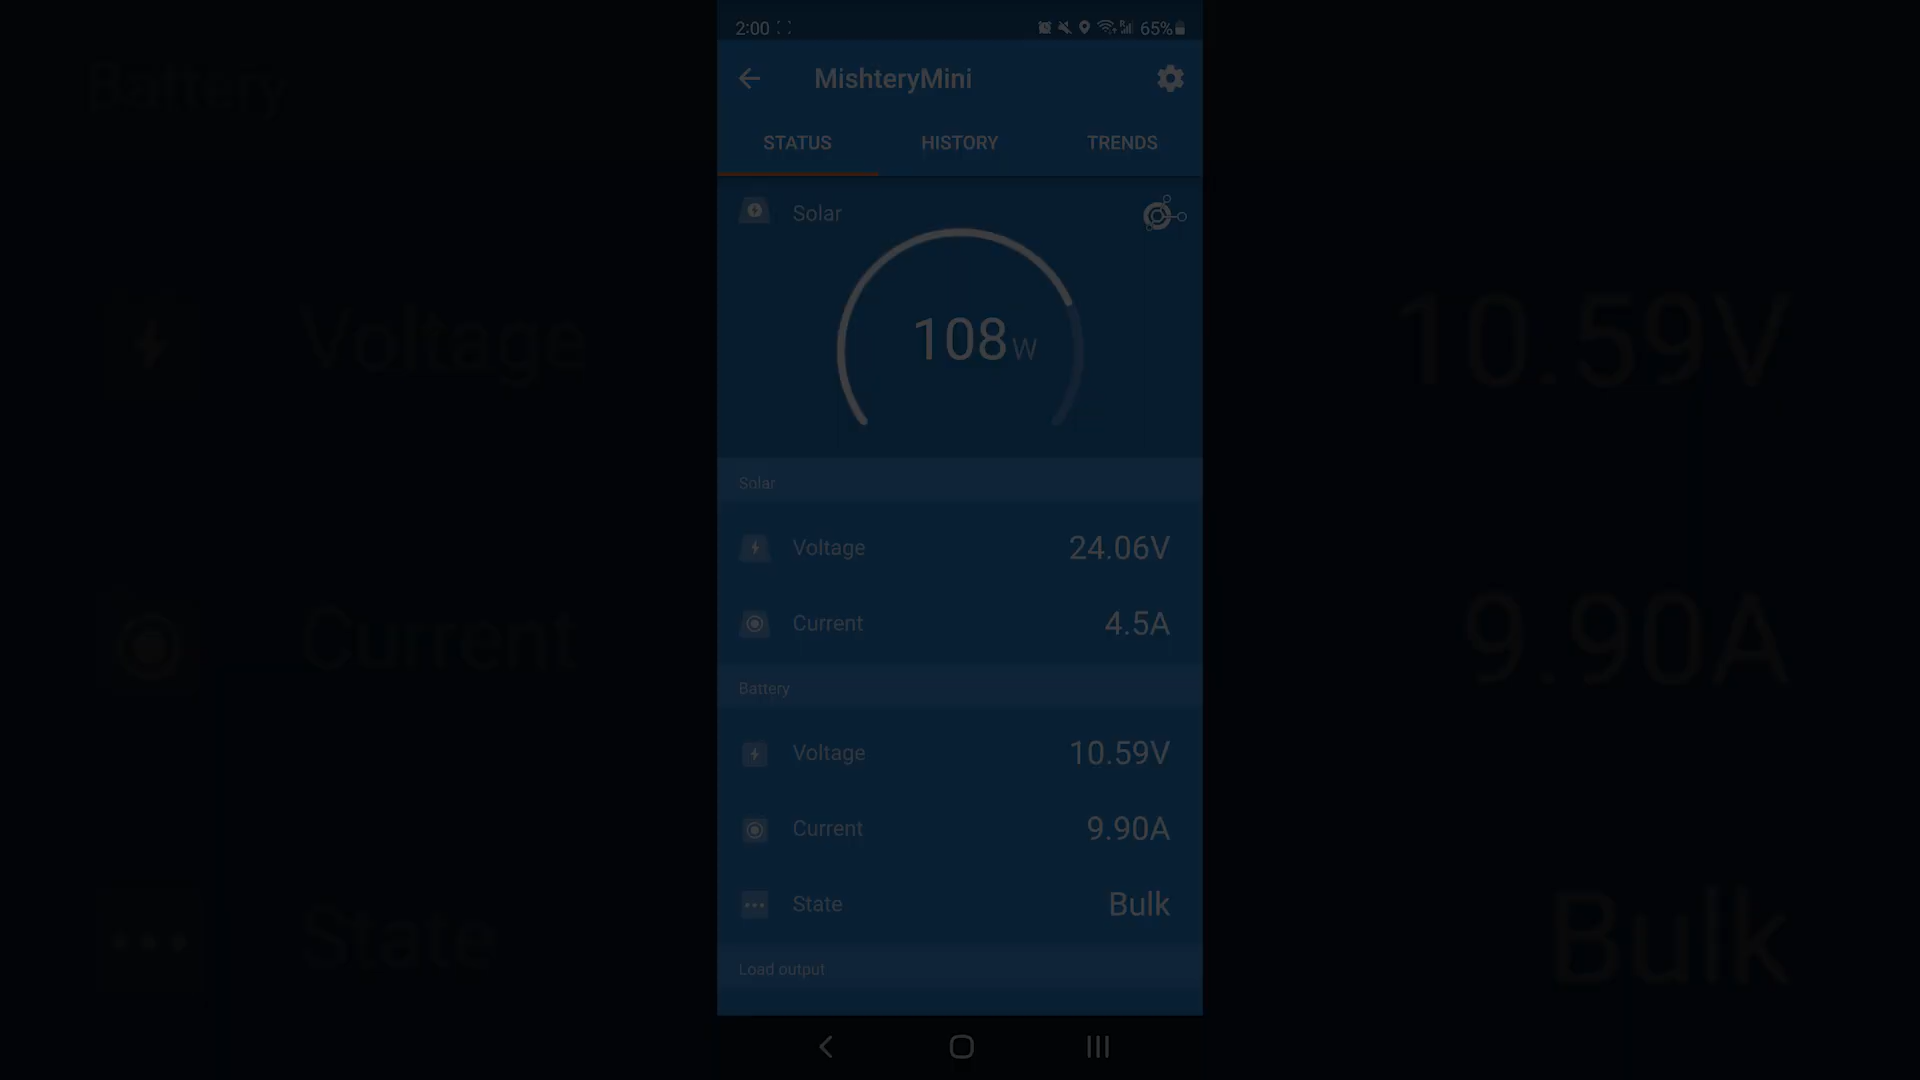 2:00 65%
MishteryMini
STATUS HISTORY TRENDS
Solar
108W
Solar
Voltage 24.06V
Current 4.5A
Battery
Voltage 10.59V
Current 9.90A
State Bulk
Load output
Battery
Voltage 10.59V
Current 9.90A
State Bulk